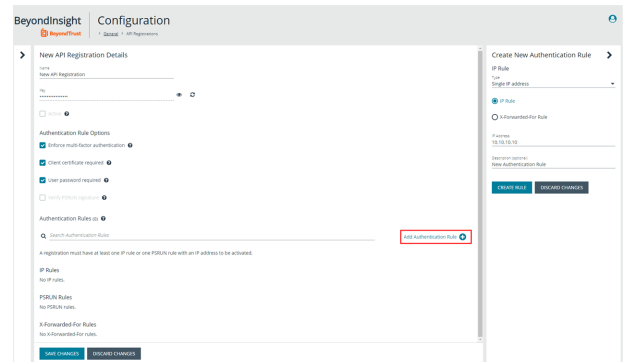 BeyondInsight
BeyondTrust
Configuration
General
API Registrations
New API Registration Details
Name
New API Registration
Key
Active
Authentication Rule Options
Enforce multi-factor authentication
Client certificate required
User password required
Verify PSRUN signature
Authentication Rules (0)
Search Authentication Rules
Add Authentication Rule
A registration must have at least one IP rule or one PSRUN rule with an IP address to be activated.
IP Rules
No IP rules.
PSRUN Rules
No PSRUN rules.
X-Forwarded-For Rules
No X-Forwarded-For rules.
SAVE CHANGES
DISCARD CHANGES
Create New Authentication Rule
IP Rule
Type
Single IP address
IP Rule
X-Forwarded-For Rule
IP Address
10.10.10.10
Description (optional)
New Authentication Rule
CREATE RULE
DISCARD CHANGES